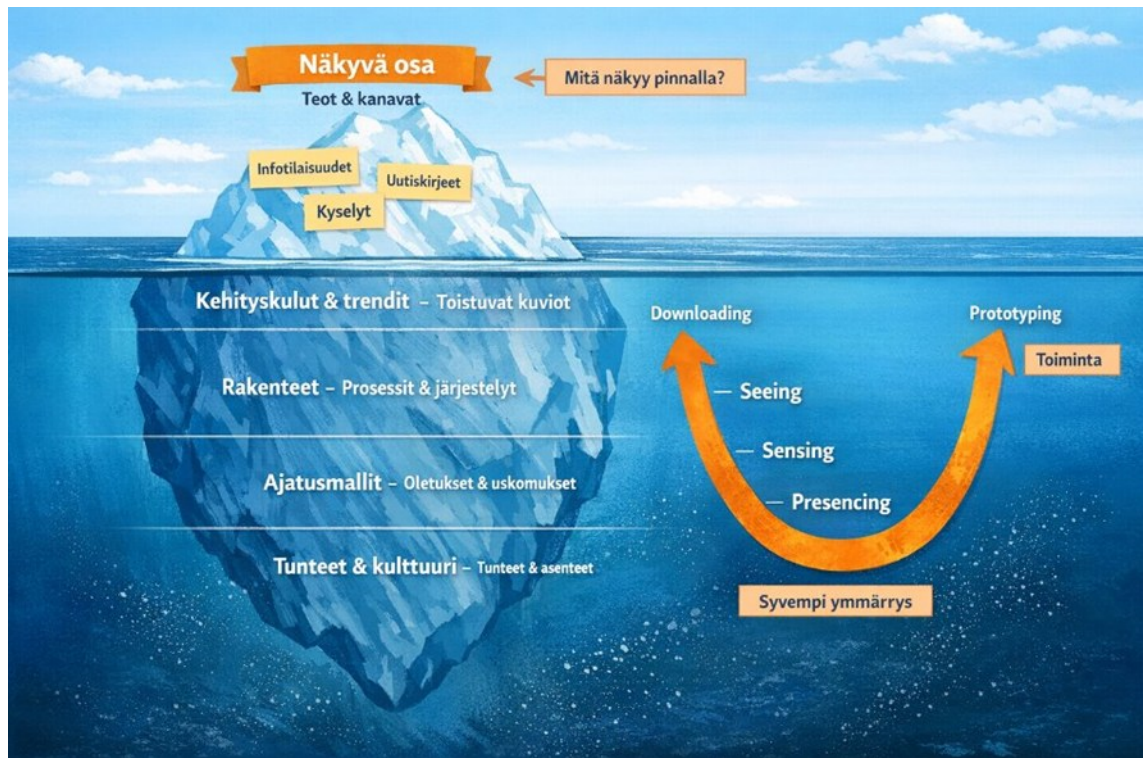 Näkyvä osa
Teot & kanavat
Mitä näkyy pinnalla?
Infotilaisuudet
Uutiskirjeet
Kyselyt
Kehityskulut & trendit – Toistuvat kuviot
Rakenteet – Prosessit & järjestelyt
Ajatusmallit – Oletukset & uskomukset
Tunteet & kulttuuri – Tunteet & asenteet
Downloading
Prototyping
Toiminta
— Seeing
— Sensing
— Presencing
Syvempi ymmärrys